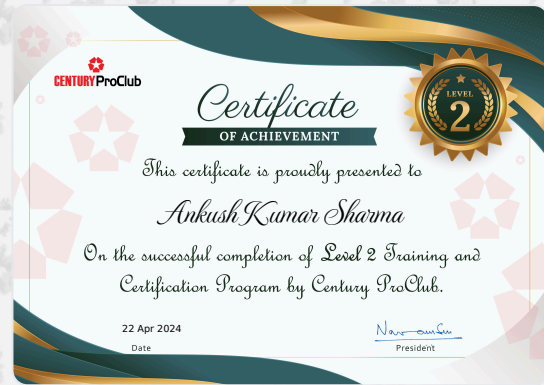 CENTURY ProClub
Certificate
OF ACHIEVEMENT
LEVEL
2
This certificate is proudly presented to
Ankush Kumar Sharma
On the successful completion of Level 2 Training and
Certification Program by Century ProClub.
22 Apr 2024
Date
President